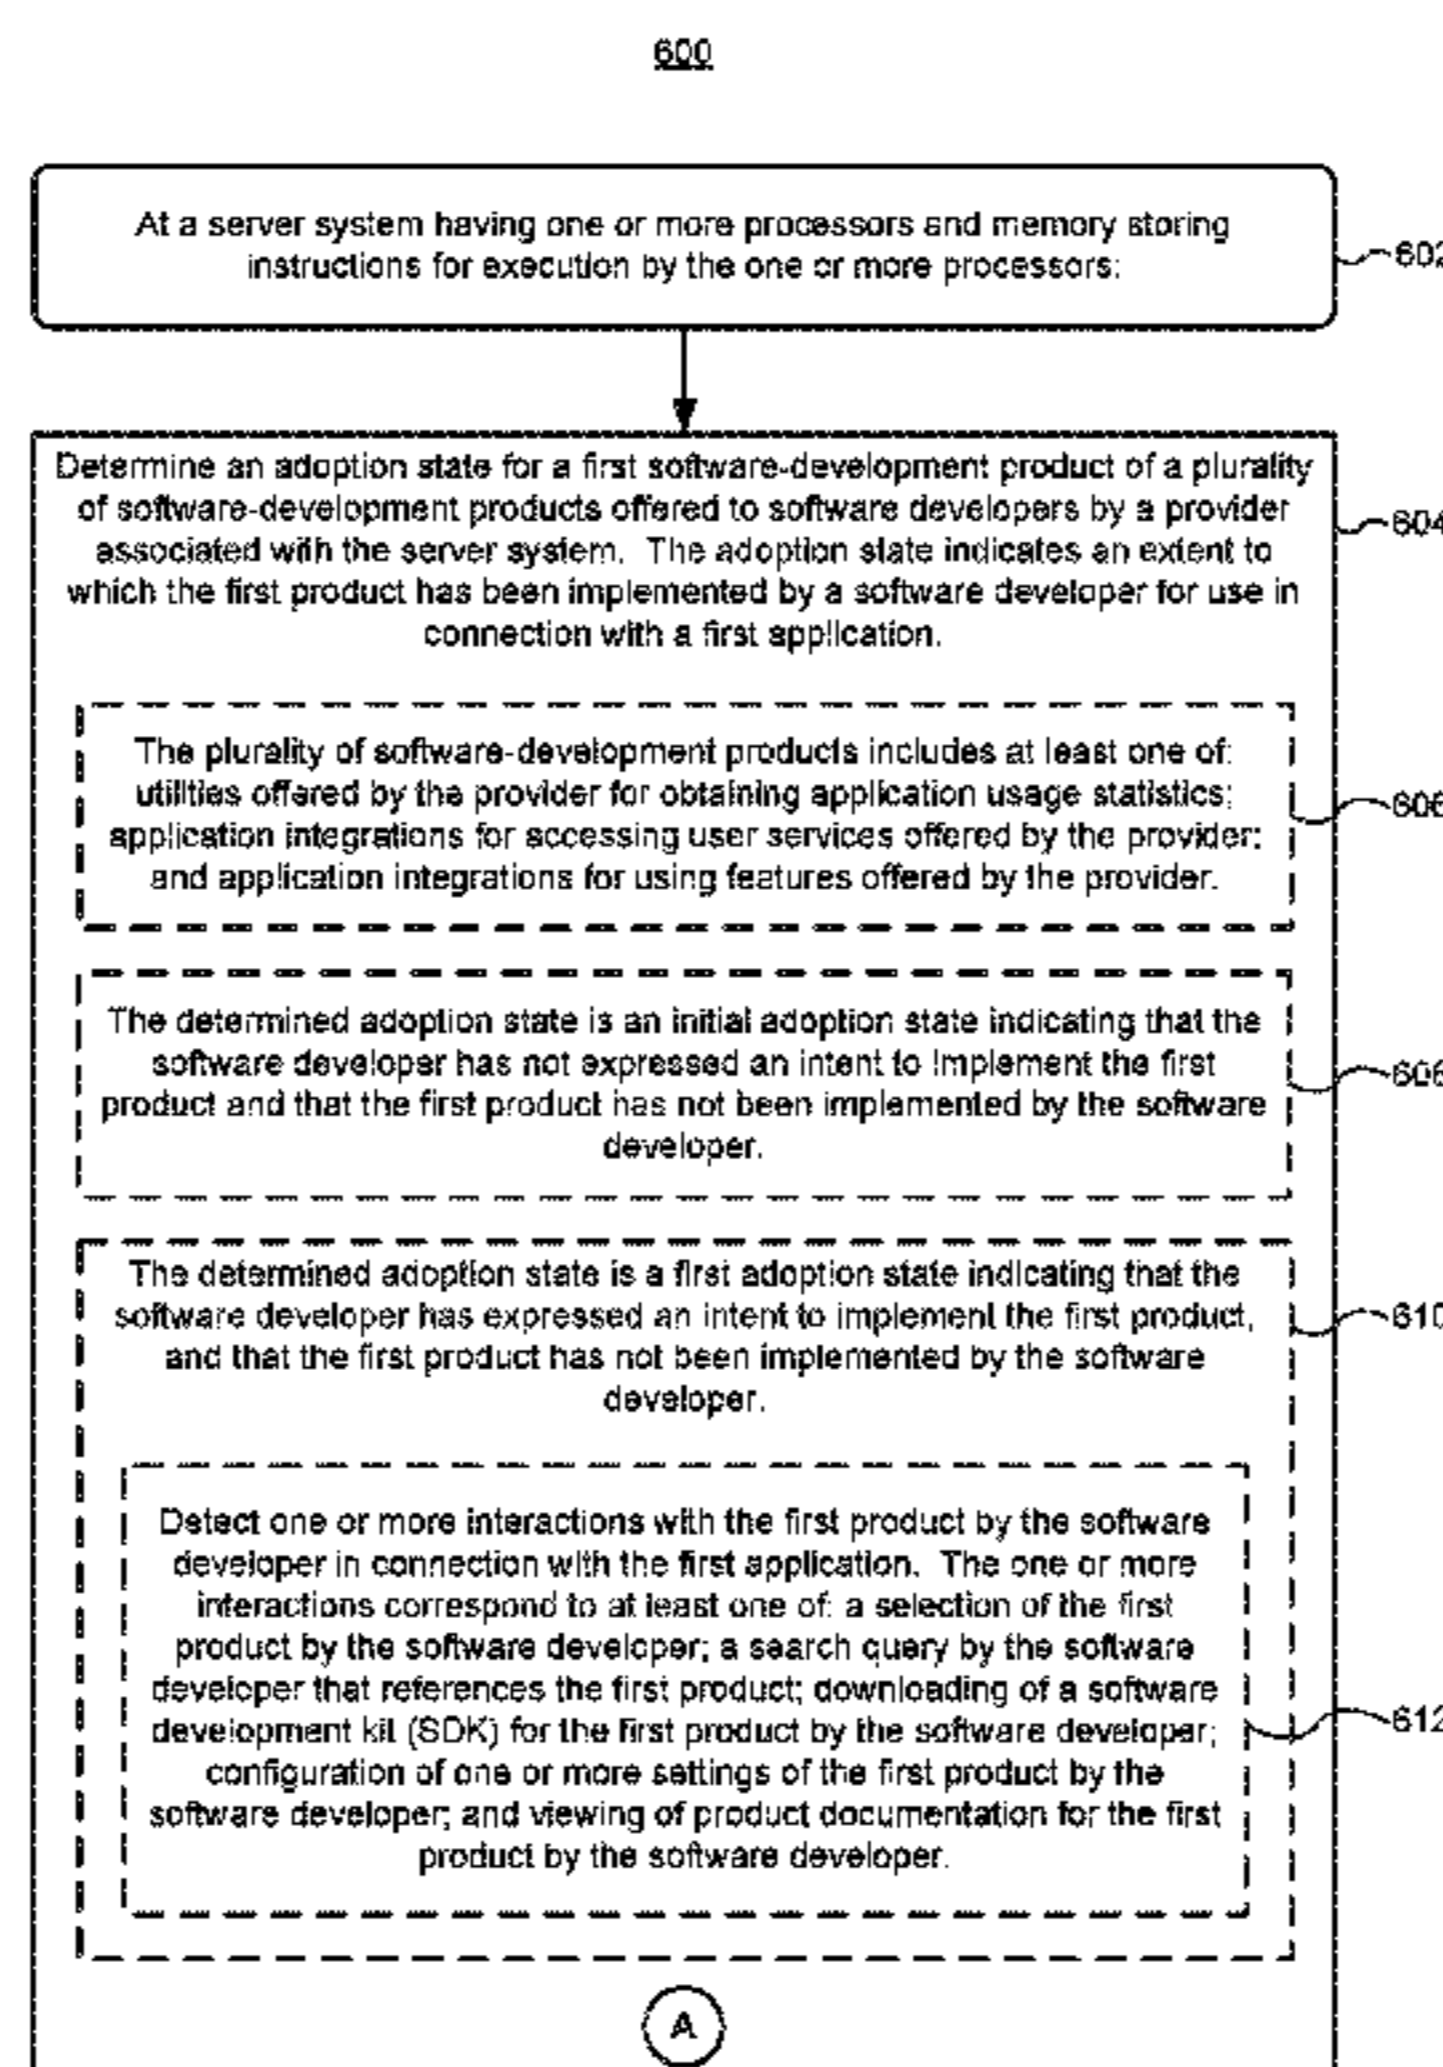 600
At a server system having one or more processors and memory storing
instructions for execution by the one or more processors:
602
Determine an adoption state for a first software-development product of a plurality
of software-development products offered to software developers by a provider
associated with the server system. The adoption state indicates an extent to
which the first product has been implemented by a software developer for use in
connection with a first application.
604
The plurality of software-development products includes at least one of:
utilities offered by the provider for obtaining application usage statistics;
application integrations for accessing user services offered by the provider;
and application integrations for using features offered by the provider.
The determined adoption state is an initial adoption state indicating that the
software developer has not expressed an intent to implement the first
product and that the first product has not been implemented by the software
developer.
The determined adoption state is a first adoption state indicating that the
software developer has expressed an intent to implement the first product,
and that the first product has not been implemented by the software
developer.
610
Detect one or more interactions with the first product by the software
developer in connection with the first application. The one or more
interactions correspond to at least one of: a selection of the first
product by the software developer; a search query by the software
developer that references the first product; downloading of a software
development kit (SDK) for the first product by the software developer;
configuration of one or more settings of the first product by the
software developer; and viewing of product documentation for the first
product by the software developer.
612
A